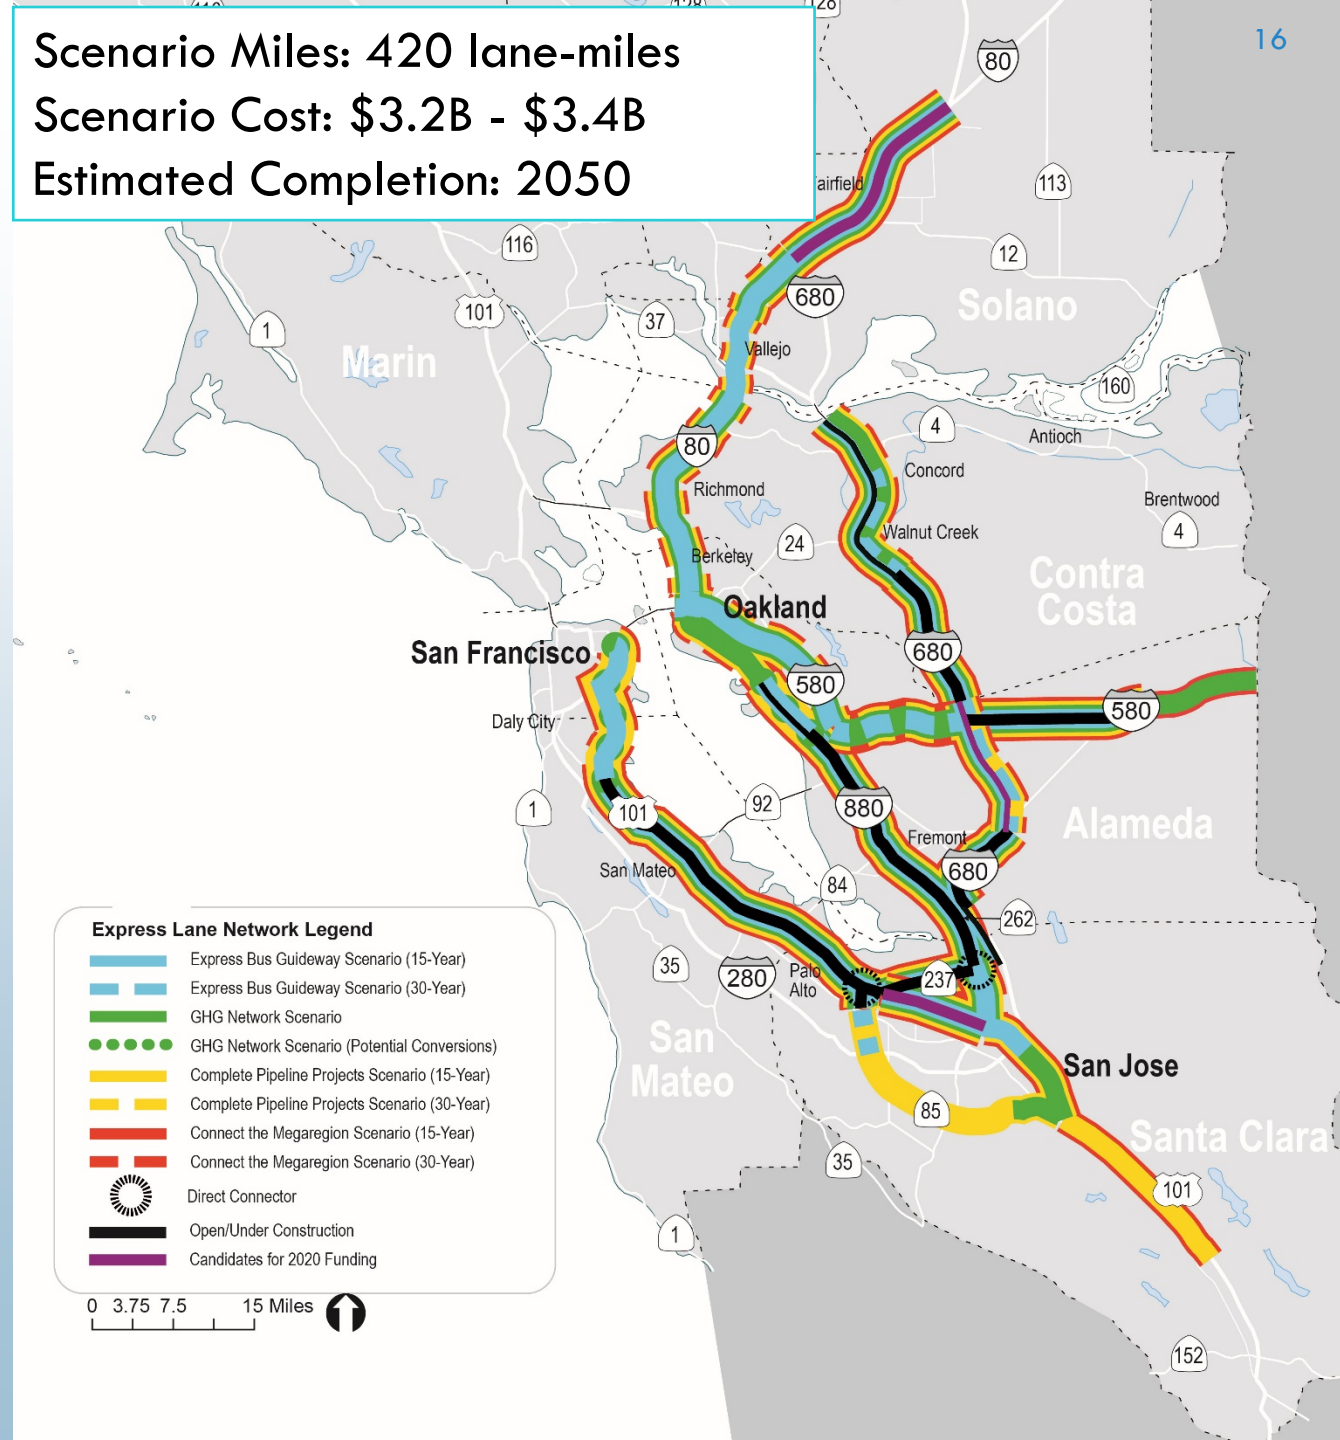 Scenario Miles: 420 lane-miles
Scenario Cost: $3.2B - $3.4B
Estimated Completion: 2050
16
80
113
116
12
680
Solano
101
37
1
Marin
Vallejo
160
4
Antioch
80
Concord
Richmond
Brentwood
4
Walnut Creek
24
Berkeley
Contra
Costa
Oakland
San Francisco
680
580
580
Daly City
1
101
92
880
Alameda
Fremont
San Mateo
680
84
262
35
280
Palo
Alto
237
San
Mateo
San Jose
85
Santa Clara
35
101
1
152
Express Lane Network Legend
Express Bus Guideway Scenario (15-Year)
Express Bus Guideway Scenario (30-Year)
GHG Network Scenario
GHG Network Scenario (Potential Conversions)
Complete Pipeline Projects Scenario (15-Year)
Complete Pipeline Projects Scenario (30-Year)
Connect the Megaregion Scenario (15-Year)
Connect the Megaregion Scenario (30-Year)
Direct Connector
Open/Under Construction
Candidates for 2020 Funding
0 3.75 7.5 15 Miles